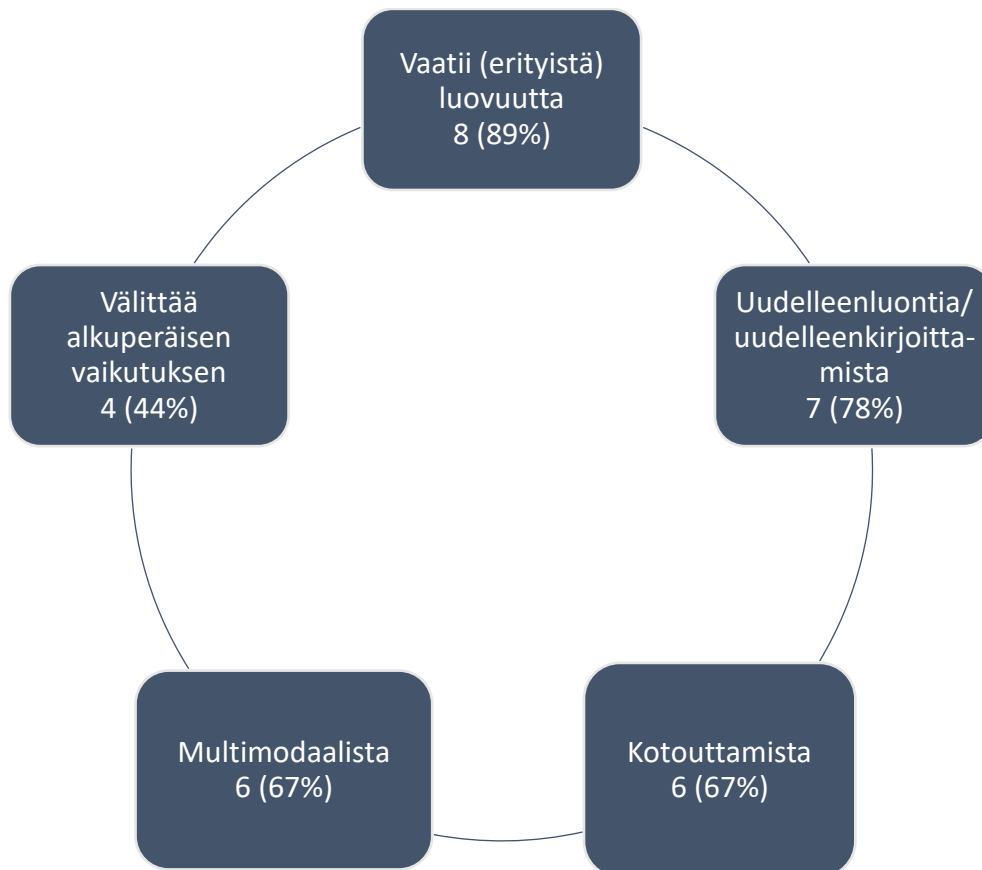 Vaatii (erityistä)
luovuutta
8 (89%)
Uudelleenluontia/
uudelleenkirjoitta-
mista
7 (78%)
Kotouttamista
6 (67%)
Multimodaalista
6 (67%)
Välittää
alkuperäisen
vaikutuksen
4 (44%)